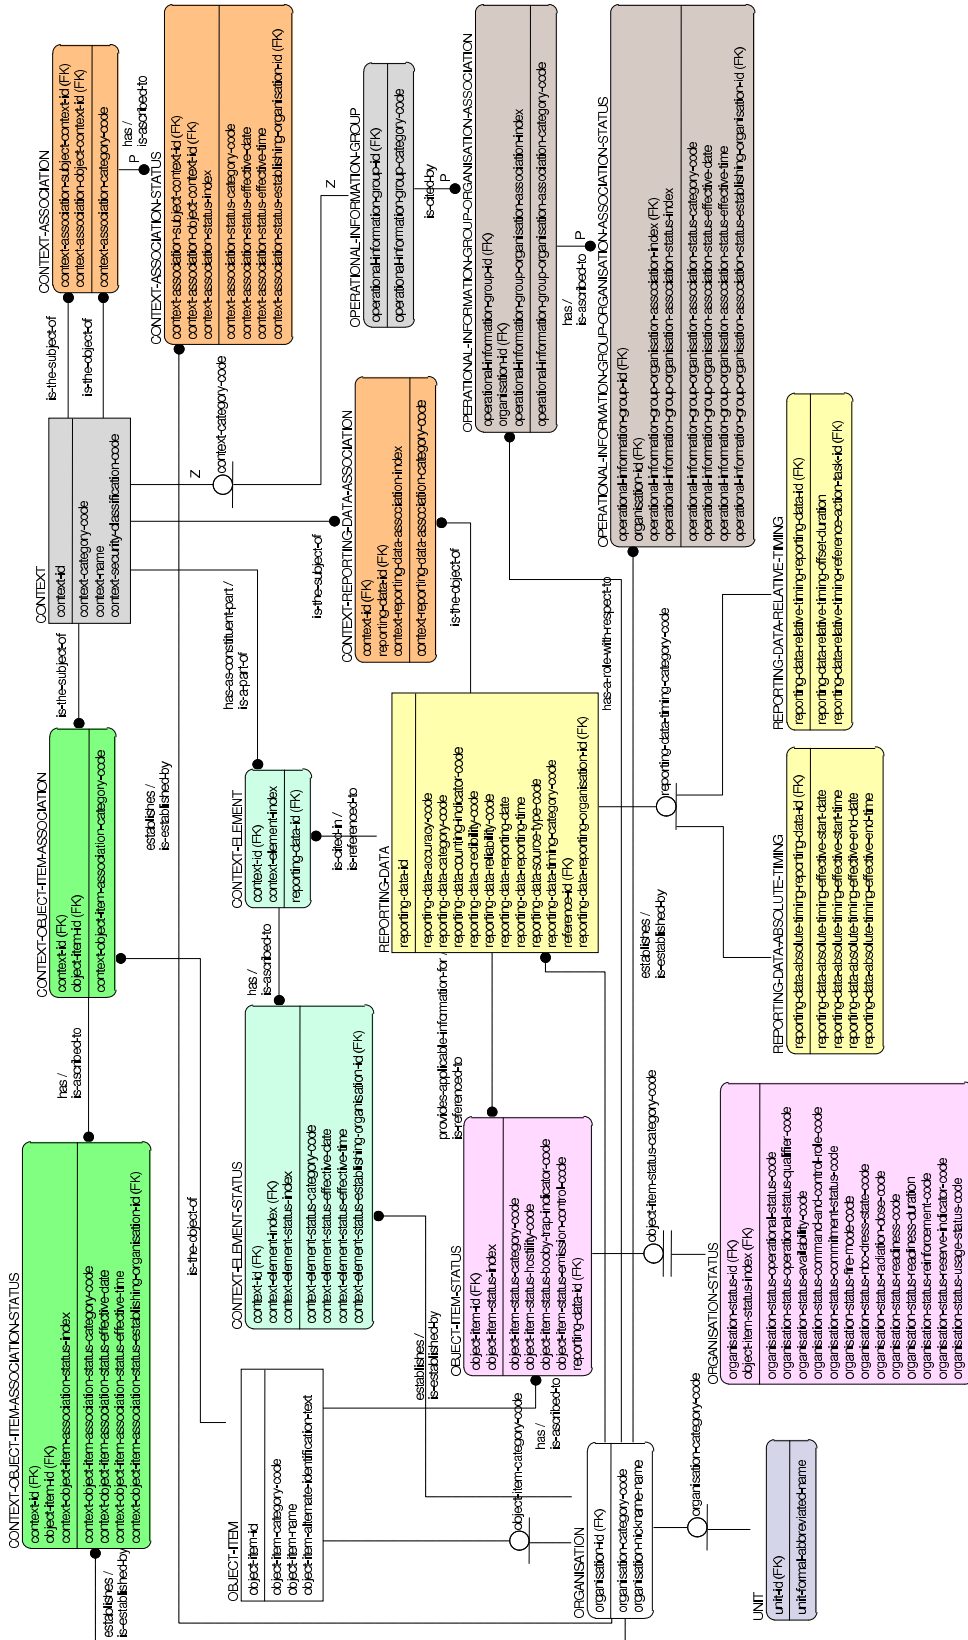 CONTEXT-OBJECT-ITEM-ASSOCIATION-STATUS
context-id (FK)
object-item-id (FK)
context-object-item-association-status-index
context-object-item-association-status-category-code
context-object-item-association-status-effective-date
context-object-item-association-status-effective-time
context-object-item-association-status-establishing-organisation-id (FK)
establishes /
is-established-by
has /
is-ascribed-to
CONTEXT-OBJECT-ITEM-ASSOCIATION
context-id (FK)
object-item-id (FK)
context-object-item-association-category-code
is-the-subject-of
establishes /
is-established-by
CONTEXT
context-id
context-category-code
context-name
context-security-classification-code
is-the-subject-of
is-the-object-of
CONTEXT-ASSOCIATION
context-association-subject-context-id (FK)
context-association-object-context-id (FK)
context-association-category-code
P
has /
is-ascribed-to
CONTEXT-ASSOCIATION-STATUS
context-association-subject-context-id (FK)
context-association-object-context-id (FK)
context-association-status-index
context-association-status-category-code
context-association-status-effective-date
context-association-status-effective-time
context-association-status-establishing-organisation-id (FK)
is-the-object-of
OBJECT-ITEM
object-item-id
object-item-category-code
object-item-name
object-item-alternate-identification-text
CONTEXT-ELEMENT-STATUS
context-id (FK)
context-element-index (FK)
context-element-status-index
context-element-status-category-code
context-element-status-effective-date
context-element-status-effective-time
context-element-status-establishing-organisation-id (FK)
has /
is-ascribed-to
CONTEXT-ELEMENT
context-id (FK)
context-element-index
reporting-data-id (FK)
has-as-constituent-part /
is-a-part-of
is-cited-in /
is-referenced-to
Z
context-category-code
Z
OPERATIONAL-INFORMATION-GROUP
operational-information-group-id (FK)
operational-information-group-category-code
is-the-subject-of
CONTEXT-REPORTING-DATA-ASSOCIATION
context-id (FK)
reporting-data-id (FK)
context-reporting-data-association-index
context-reporting-data-association-category-code
is-the-object-of
is-cited-by
P
OPERATIONAL-INFORMATION-GROUP-ORGANISATION-ASSOCIATION
operational-information-group-id (FK)
organisation-id (FK)
operational-information-group-organisation-association-index
operational-information-group-organisation-association-category-code
has /
is-ascribed-to
P
REPORTING-DATA
reporting-data-id
reporting-data-accuracy-code
reporting-data-category-code
reporting-data-counting-indicator-code
reporting-data-credibility-code
reporting-data-reliability-code
reporting-data-reporting-date
reporting-data-reporting-time
reporting-data-source-type-code
reporting-data-timing-category-code
reference-id (FK)
reporting-data-reporting-organisation-id (FK)
establishes /
is-established-by
provides-applicable-information-for /
is-referenced-to
OBJECT-ITEM-STATUS
object-item-id (FK)
object-item-status-index
object-item-status-category-code
object-item-status-hostility-code
object-item-status-booby-trap-indicator-code
object-item-status-emission-control-code
reporting-data-id (FK)
object-item-category-code
has /
is-ascribed-to
ORGANISATION
organisation-id (FK)
organisation-category-code
organisation-nickname-name
has-a-role-with-respect-to
OPERATIONAL-INFORMATION-GROUP-ORGANISATION-ASSOCIATION-STATUS
operational-information-group-id (FK)
organisation-id (FK)
operational-information-group-organisation-association-index (FK)
operational-information-group-organisation-association-status-index
operational-information-group-organisation-association-status-category-code
operational-information-group-organisation-association-status-effective-date
operational-information-group-organisation-association-status-effective-time
operational-information-group-organisation-association-status-establishing-organisation-id (FK)
establishes /
is-established-by
object-item-status-category-code
reporting-data-timing-category-code
organisation-category-code
ORGANISATION-STATUS
organisation-status-id (FK)
object-item-status-index (FK)
organisation-status-operational-status-code
organisation-status-operational-status-qualifier-code
organisation-status-availability-code
organisation-status-command-and-control-role-code
organisation-status-commitment-status-code
organisation-status-fire-mode-code
organisation-status-nbc-dress-state-code
organisation-status-radiation-dose-code
organisation-status-readiness-code
organisation-status-readiness-duration
organisation-status-reinforcement-code
organisation-status-reserve-indicator-code
organisation-status-usage-status-code
UNIT
unit-id (FK)
unit-formal-abbreviated-name
REPORTING-DATA-ABSOLUTE-TIMING
reporting-data-absolute-timing-reporting-data-id (FK)
reporting-data-absolute-timing-effective-start-date
reporting-data-absolute-timing-effective-start-time
reporting-data-absolute-timing-effective-end-date
reporting-data-absolute-timing-effective-end-time
REPORTING-DATA-RELATIVE-TIMING
reporting-data-relative-timing-reporting-data-id (FK)
reporting-data-relative-timing-offset-duration
reporting-data-relative-timing-reference-action-task-id (FK)